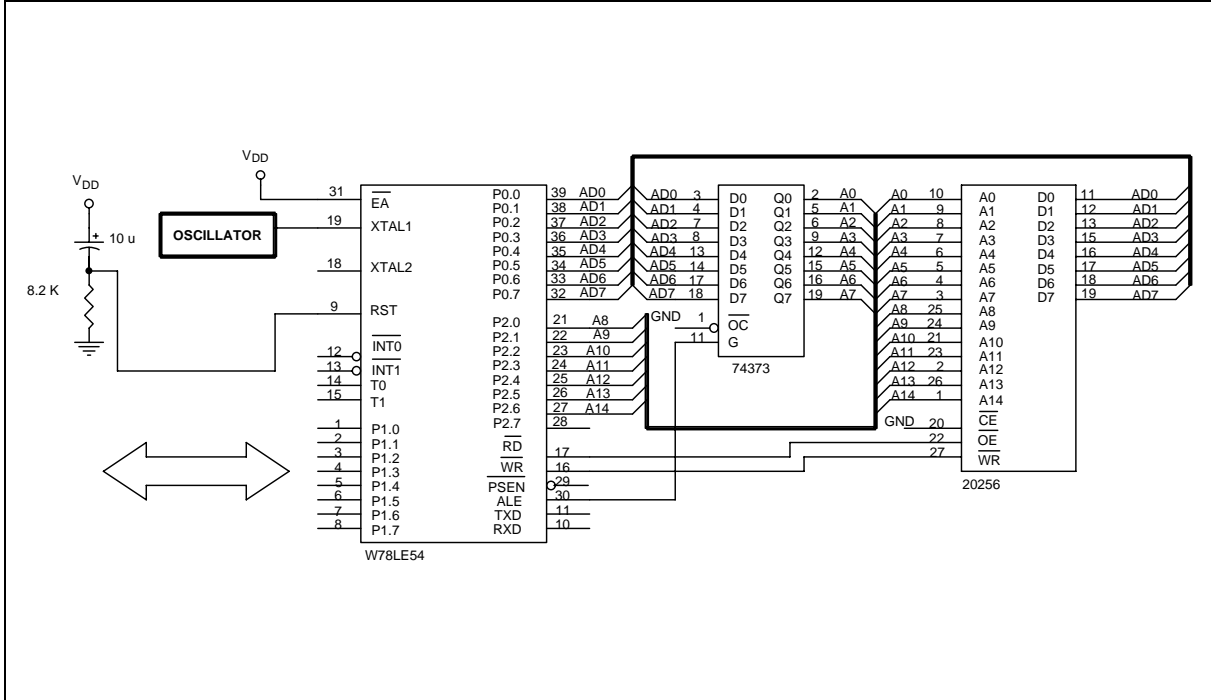 VDD
10 u
8.2 K
VDD
OSCILLATOR
31 EA
19 XTAL1
18 XTAL2
9 RST
12 INT0
13 INT1
14 T0
15 T1
1 P1.0
2 P1.1
3 P1.2
4 P1.3
5 P1.4
6 P1.5
7 P1.6
8 P1.7
P0.0 39 AD0
P0.1 38 AD1
P0.2 37 AD2
P0.3 36 AD3
P0.4 35 AD4
P0.5 34 AD5
P0.6 33 AD6
P0.7 32 AD7
P2.0 21 A8
P2.1 22 A9
P2.2 23 A10
P2.3 24 A11
P2.4 25 A12
P2.5 26 A13
P2.6 27 A14
P2.7 28
RD 17
WR 16
PSEN 29
ALE 30
TXD 11
RXD 10
W78LE54
AD0 3 D0 Q0 2 A0
AD1 4 D1 Q1 5 A1
AD2 7 D2 Q2 6 A2
AD3 8 D3 Q3 9 A3
AD4 13 D4 Q4 12 A4
AD5 14 D5 Q5 15 A5
AD6 17 D6 Q6 16 A6
AD7 18 D7 Q7 19 A7
GND 1 OC
11 G
74373
A0 10 A0 D0 11 AD0
A1 9 A1 D1 12 AD1
A2 8 A2 D2 13 AD2
A3 7 A3 D3 15 AD3
A4 6 A4 D4 16 AD4
A5 5 A5 D5 17 AD5
A6 4 A6 D6 18 AD6
A7 3 A7 D7 19 AD7
A8 25 A8
A9 24 A9
A10 21 A10
A11 23 A11
A12 2 A12
A13 26 A13
A14 1 A14
GND 20 CE
22 OE
27 WR
20256